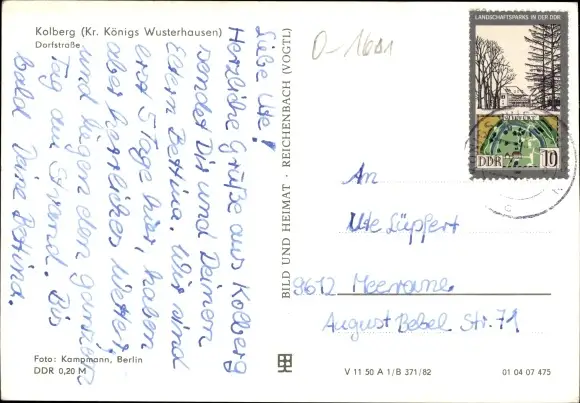 Kolberg (Kr. Königs Wusterhausen)
Dorfstraße
O-1601
LANDSCHAFTSPARKS IN DER DDR
DDR 10
Liebe Ute!
Herzliche Grüße aus Kolberg
sendet Dir und Deinen
Eltern Bettina. Wir sind
erst 5 Tage hier, haben
aber herrliches Wetter
und liegen den ganzen
Tag am Strand. Bis
bald Deine Bettina.
BILD UND HEIMAT · REICHENBACH (VOGTL)
An
Ute Lüpfert
9612 Meerane
August Bebel Str. 71
Foto: Kampmann, Berlin
DDR 0,20 M
V 11 50 A 1/B 371/82
01 04 07 475